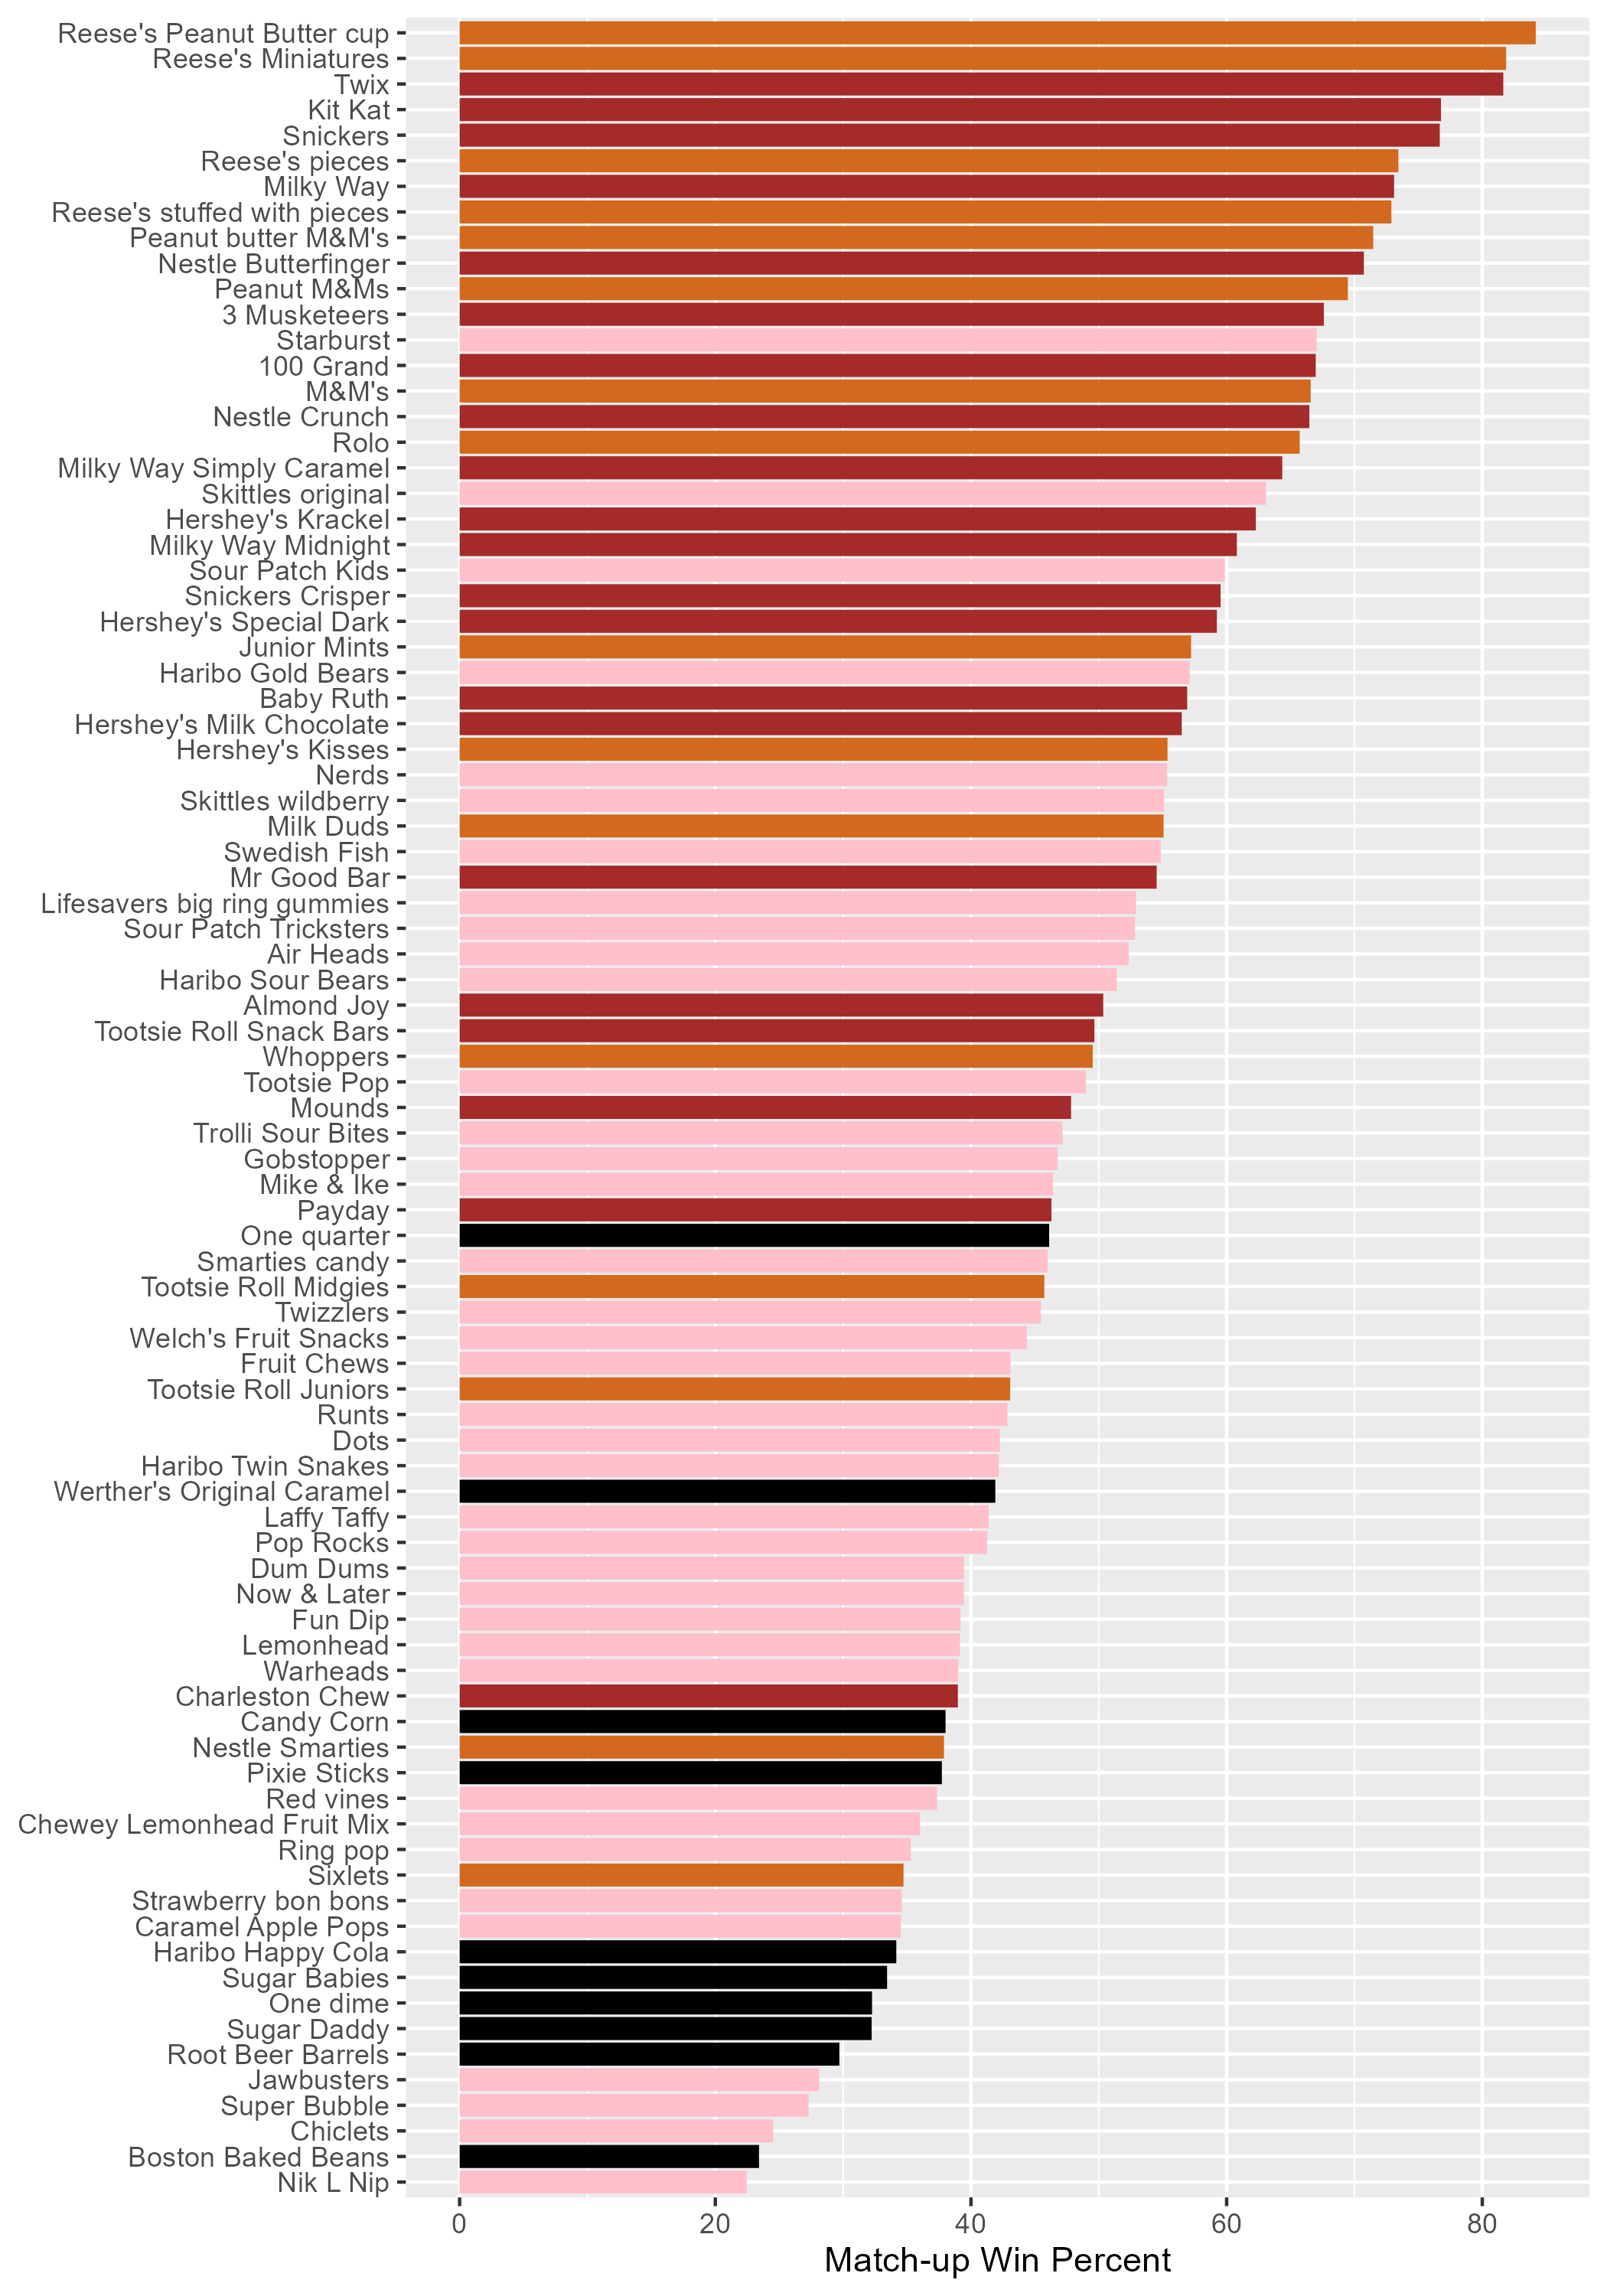 Reese's Peanut Butter cup
Reese's Miniatures
Twix
Kit Kat
Snickers
Reese's pieces
Milky Way
Reese's stuffed with pieces
Peanut butter M&M's
Nestle Butterfinger
Peanut M&Ms
3 Musketeers
Starburst
100 Grand
M&M's
Nestle Crunch
Rolo
Milky Way Simply Caramel
Skittles original
Hershey's Krackel
Milky Way Midnight
Sour Patch Kids
Snickers Crisper
Hershey's Special Dark
Junior Mints
Haribo Gold Bears
Baby Ruth
Hershey's Milk Chocolate
Hershey's Kisses
Nerds
Skittles wildberry
Milk Duds
Swedish Fish
Mr Good Bar
Lifesavers big ring gummies
Sour Patch Tricksters
Air Heads
Haribo Sour Bears
Almond Joy
Tootsie Roll Snack Bars
Whoppers
Tootsie Pop
Mounds
Trolli Sour Bites
Gobstopper
Mike & Ike
Payday
One quarter
Smarties candy
Tootsie Roll Midgies
Twizzlers
Welch's Fruit Snacks
Fruit Chews
Tootsie Roll Juniors
Runts
Dots
Haribo Twin Snakes
Werther's Original Caramel
Laffy Taffy
Pop Rocks
Dum Dums
Now & Later
Fun Dip
Lemonhead
Warheads
Charleston Chew
Candy Corn
Nestle Smarties
Pixie Sticks
Red vines
Chewey Lemonhead Fruit Mix
Ring pop
Sixlets
Strawberry bon bons
Caramel Apple Pops
Haribo Happy Cola
Sugar Babies
One dime
Sugar Daddy
Root Beer Barrels
Jawbusters
Super Bubble
Chiclets
Boston Baked Beans
Nik L Nip
0 20 40 60 80
Match-up Win Percent